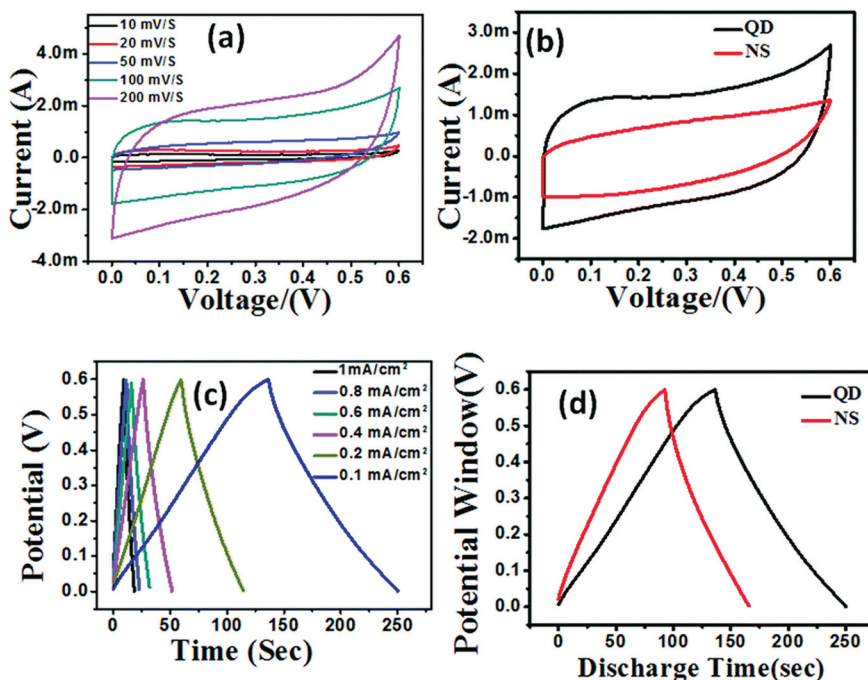 (a)
10 mV/S
20 mV/S
50 mV/S
100 mV/S
200 mV/S
4.0m
2.0m
0.0
-2.0m
-4.0m
Current (A)
0.0 0.1 0.2 0.3 0.4 0.5 0.6
Voltage/(V)
(b)
QD
NS
3.0m
2.0m
1.0m
0.0
-1.0m
-2.0m
Current (A)
0.0 0.1 0.2 0.3 0.4 0.5 0.6
Voltage/(V)
(c)
1mA/cm²
0.8 mA/cm²
0.6 mA/cm²
0.4 mA/cm²
0.2 mA/cm²
0.1 mA/cm²
0.6
0.5
0.4
0.3
0.2
0.1
0.0
Potential (V)
0 50 100 150 200 250
Time (Sec)
(d)
QD
NS
0.6
0.5
0.4
0.3
0.2
0.1
0.0
Potential Window(V)
0 50 100 150 200 250
Discharge Time(sec)